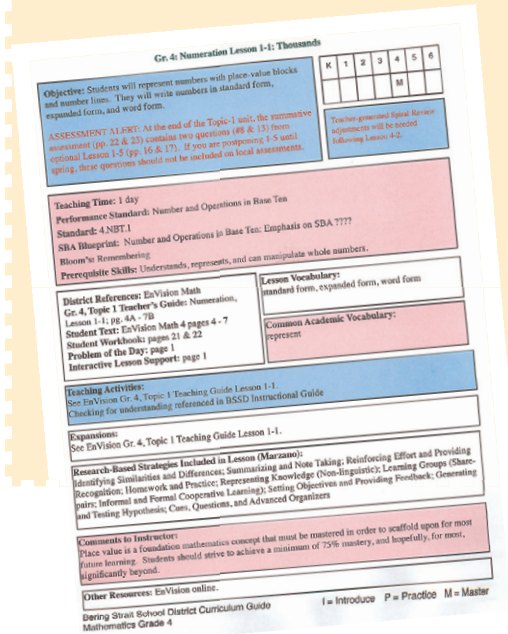 Gr. 4: Numeration Lesson 1-1: Thousands
Objective: Students will represent numbers with place-value blocks
and number lines. They will write numbers in standard form,
expanded form, and word form.
ASSESSMENT ALERT: At the end of the Topic-1 unit, the summative
assessment (pp. 22 & 23) contains two questions (#8 & 13) from
optional Lesson 1-5 (pp. 16 & 17). If you are postponing 1-5 until
spring, these questions should not be included on local assessments.
K 1 2 3 4 5 6
M
Teacher-generated Spiral Review
adjustments will be needed
following Lesson 4-2.
Teaching Time: 1 day
Performance Standard: Number and Operations in Base Ten
Standard: 4.NBT.1
SBA Blueprint: Number and Operations in Base Ten: Emphasis on SBA ????
Bloom's: Remembering
Prerequisite Skills: Understands, represents, and can manipulate whole numbers.
District References: EnVision Math
Gr. 4, Topic 1 Teacher's Guide: Numeration,
Lesson 1-1; pg. 4A - 7B
Student Text: EnVision Math 4 pages 4 - 7
Student Workbook: pages 21 & 22
Problem of the Day: page 1
Interactive Lesson Support: page 1
Lesson Vocabulary:
standard form, expanded form, word form
Common Academic Vocabulary:
represent
Teaching Activities:
See EnVision Gr. 4, Topic 1 Teaching Guide Lesson 1-1.
Checking for understanding referenced in BSSD Instructional Guide
Expansions:
See EnVision Gr. 4, Topic 1 Teaching Guide Lesson 1-1.
Research-Based Strategies Included in Lesson (Marzano):
Identifying Similarities and Differences; Summarizing and Note Taking; Reinforcing Effort and Providing
Recognition; Homework and Practice; Representing Knowledge (Non-linguistic); Learning Groups (Share-
pairs; Informal and Formal Cooperative Learning); Setting Objectives and Providing Feedback; Generating
and Testing Hypothesis; Cues, Questions, and Advanced Organizers
Comments to Instructor:
Place value is a foundation mathematics concept that must be mastered in order to scaffold upon for most
future learning. Students should strive to achieve a minimum of 75% mastery, and hopefully, for most,
significantly beyond.
Other Resources: EnVision online.
Bering Strait School District Curriculum Guide
Mathematics Grade 4
I = Introduce P = Practice M = Master